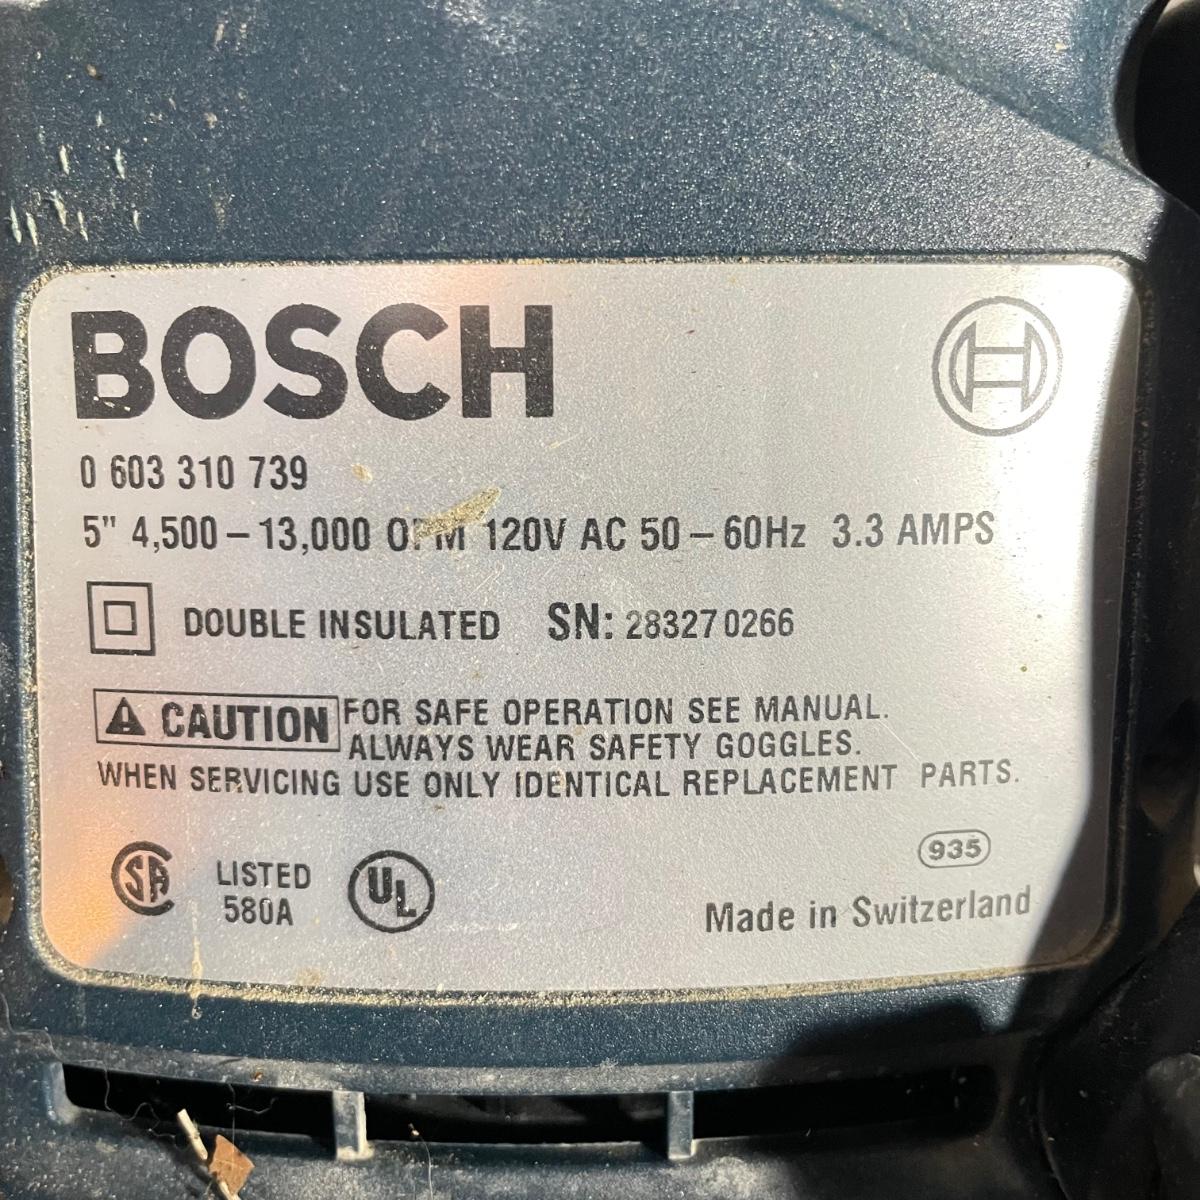 BOSCH
0 603 310 739
5" 4,500 – 13,000 OPM 120V AC 50 – 60Hz 3.3 AMPS
DOUBLE INSULATED SN: 283270266
CAUTION FOR SAFE OPERATION SEE MANUAL.
ALWAYS WEAR SAFETY GOGGLES.
WHEN SERVICING USE ONLY IDENTICAL REPLACEMENT PARTS.
SA LISTED UL 935
580A Made in Switzerland